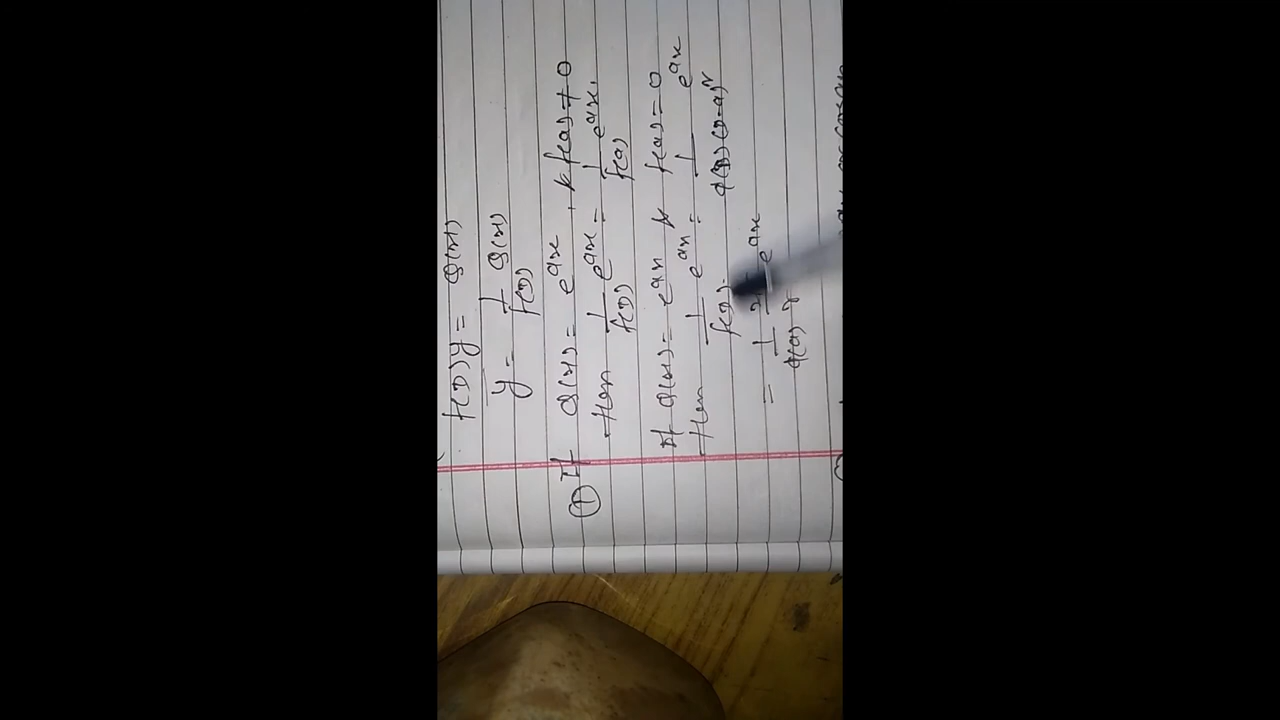 f(D)y = Q(x)
y = 1/f(D) Q(x)
① If Q(x) = e^ax, & f(a) ≠ 0
then 1/f(D) e^ax = 1/f(a) e^ax.
If Q(x) = e^ax & f(a) = 0
then 1/f(D) e^ax = 1/φ(D)(D-a)^r e^ax
= 1/φ(a) e^ax